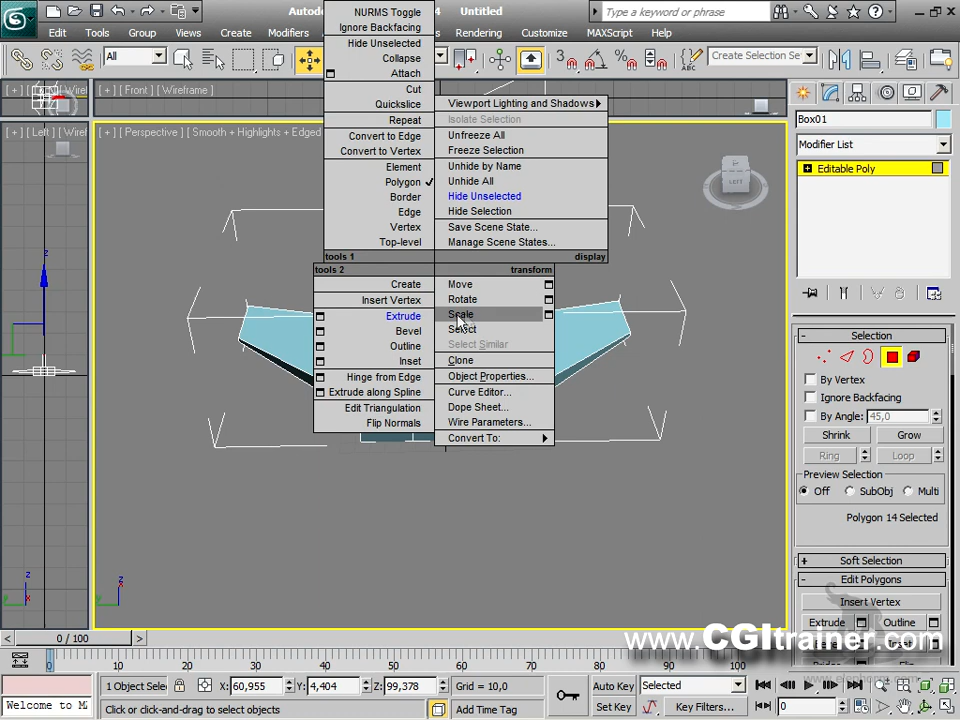 Autodesk
4
Untitled
Type a keyword or phrase
Edit Tools Group Views Create Modifiers
Rendering Customize MAXScript Help
All
Create Selection Se
[ + ] [ Front ] [ Wireframe ]
[ + ] [ Perspective ] [ Smooth + Highlights + Edged
NURMS Toggle
Ignore Backfacing
Hide Unselected
Collapse
Attach
Cut
Quickslice
Repeat
Convert to Edge
Convert to Vertex
Element
Polygon
Border
Edge
Vertex
Top-level
tools 1
Viewport Lighting and Shadows
Isolate Selection
Unfreeze All
Freeze Selection
Unhide by Name
Unhide All
Hide Unselected
Hide Selection
Save Scene State...
Manage Scene States...
display
tools 2
Create
Insert Vertex
Extrude
Bevel
Outline
Inset
Hinge from Edge
Extrude along Spline
Edit Triangulation
Flip Normals
transform
Move
Rotate
Scale
Select
Select Similar
Clone
Object Properties...
Curve Editor...
Dope Sheet...
Wire Parameters...
Convert To:
LEFT
Box01
Modifier List
Editable Poly
Selection
By Vertex
Ignore Backfacing
By Angle: 45,0
Shrink Grow
Ring Loop
Preview Selection
Off SubObj Multi
Polygon 14 Selected
Soft Selection
Edit Polygons
Insert Vertex
Extrude Outline
z
z
y
z
x
y
www.CGItrainer.com
0 / 100
0 10 20 30 40 50 60 70 80 90 100
1 Object Sele X: 60,955 Y: 4,404 Z: 99,378 Grid = 10,0
Auto Key Selected
Welcome to M
Click or click-and-drag to select objects
Add Time Tag
Set Key Key Filters... 0